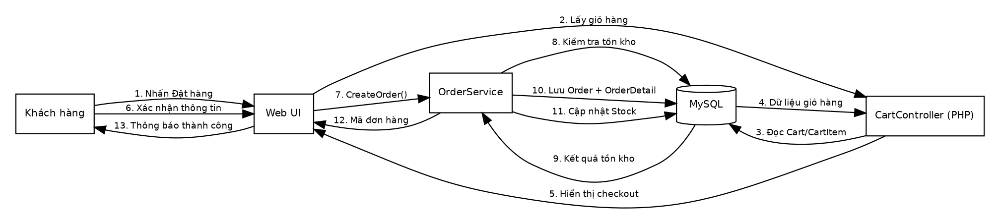 2. Lấy giỏ hàng
8. Kiểm tra tồn kho
1. Nhấn Đặt hàng
7. CreateOrder()
OrderService
10. Lưu Order + OrderDetail
MySQL
4. Dữ liệu giỏ hàng
Khách hàng
6. Xác nhận thông tin
Web UI
11. Cập nhật Stock
CartController (PHP)
13. Thông báo thành công
12. Mã đơn hàng
3. Đọc Cart/CartItem
9. Kết quả tồn kho
5. Hiển thị checkout